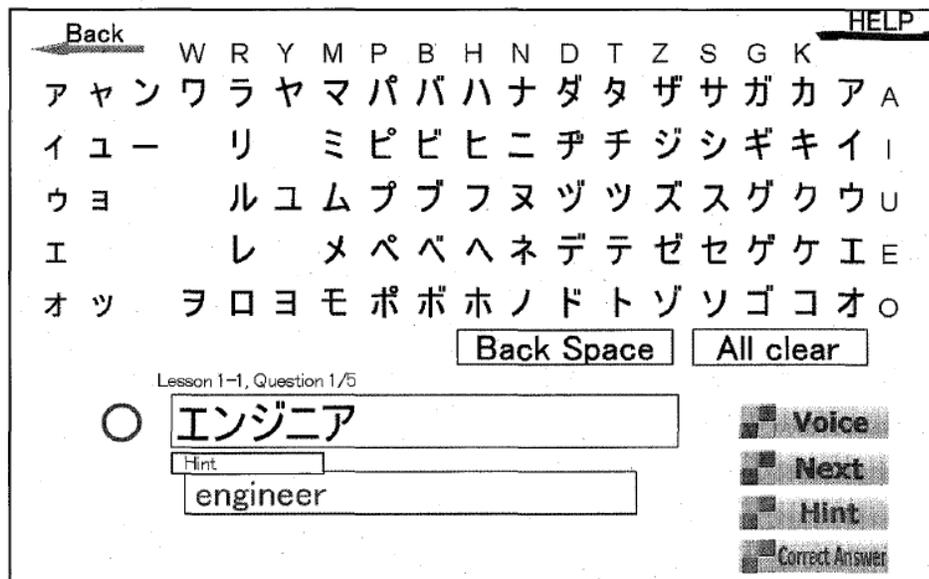 Back HELP
W R Y M P B H N D T Z S G K
ァ ャ ン ワ ラ ヤ マ パ バ ハ ナ ダ タ ザ サ ガ カ ア A
ィ ュ ー リ ミ ピ ビ ヒ ニ ヂ チ ジ シ ギ キ イ I
ゥ ョ ル ユ ム プ ブ フ ヌ ヅ ツ ズ ス グ ク ウ U
ェ レ メ ペ ベ ヘ ネ デ テ ゼ セ ゲ ケ エ E
ォ ッ ヲ ロ ヨ モ ポ ボ ホ ノ ド ト ゾ ソ ゴ コ オ O
Back Space All clear
Lesson 1-1, Question 1/5
エンジニア
Hint
engineer
Voice
Next
Hint
Correct Answer